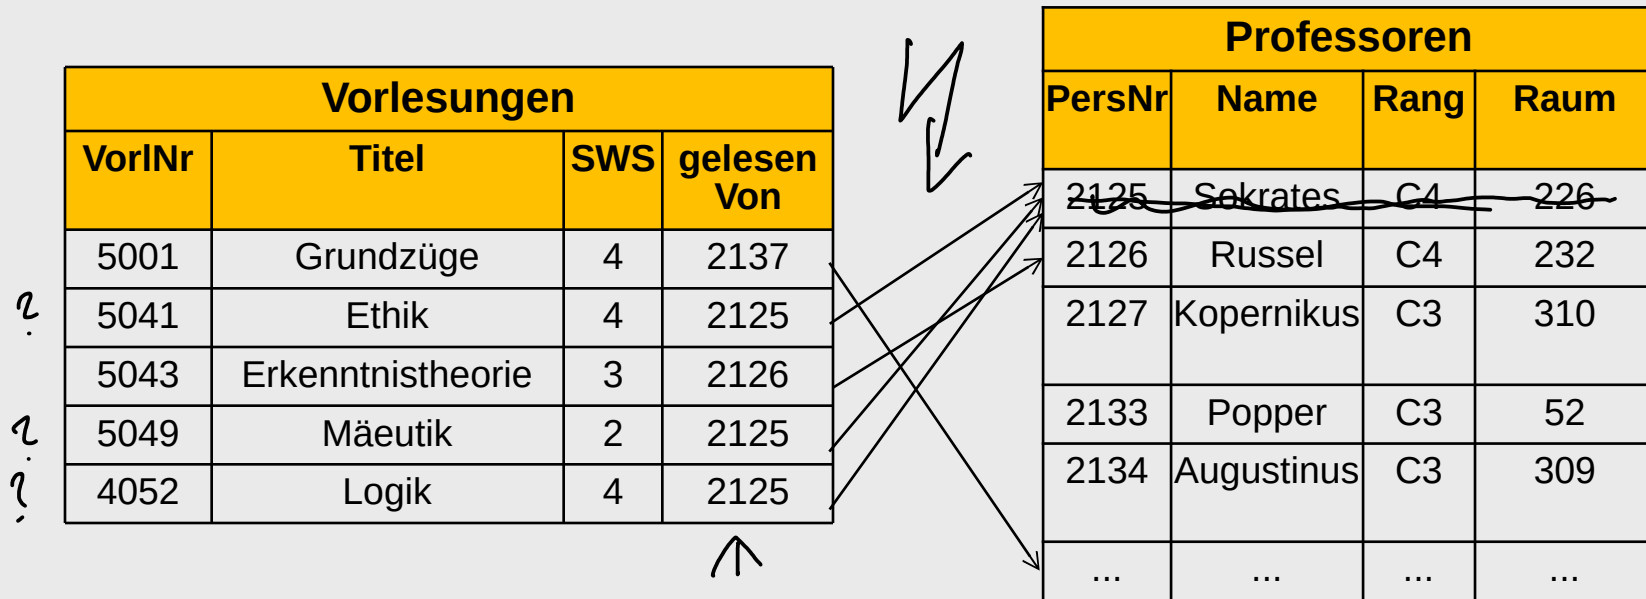 Vorlesungen
VorlNr Titel SWS gelesen Von
5001 Grundzüge 4 2137
? 5041 Ethik 4 2125
5043 Erkenntnistheorie 3 2126
? 5049 Mäeutik 2 2125
? 4052 Logik 4 2125
Professoren
PersNr Name Rang Raum
2125 Sokrates C4 226
2126 Russel C4 232
2127 Kopernikus C3 310
2133 Popper C3 52
2134 Augustinus C3 309
... ... ... ...